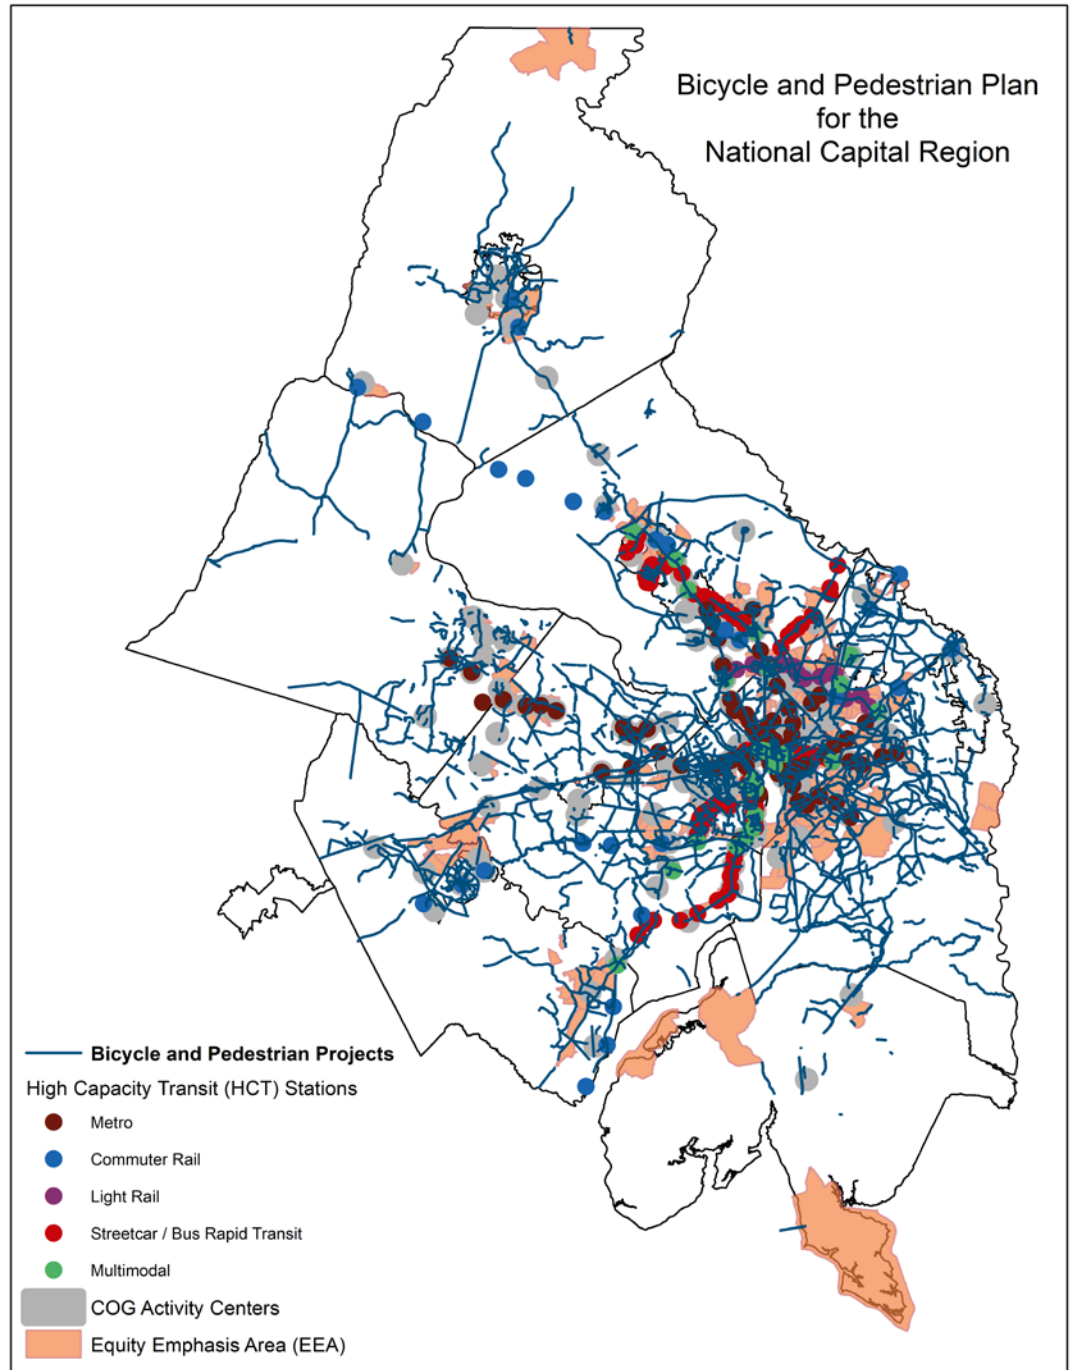 Bicycle and Pedestrian Plan
for the
National Capital Region
Bicycle and Pedestrian Projects
High Capacity Transit (HCT) Stations
Metro
Commuter Rail
Light Rail
Streetcar / Bus Rapid Transit
Multimodal
COG Activity Centers
Equity Emphasis Area (EEA)